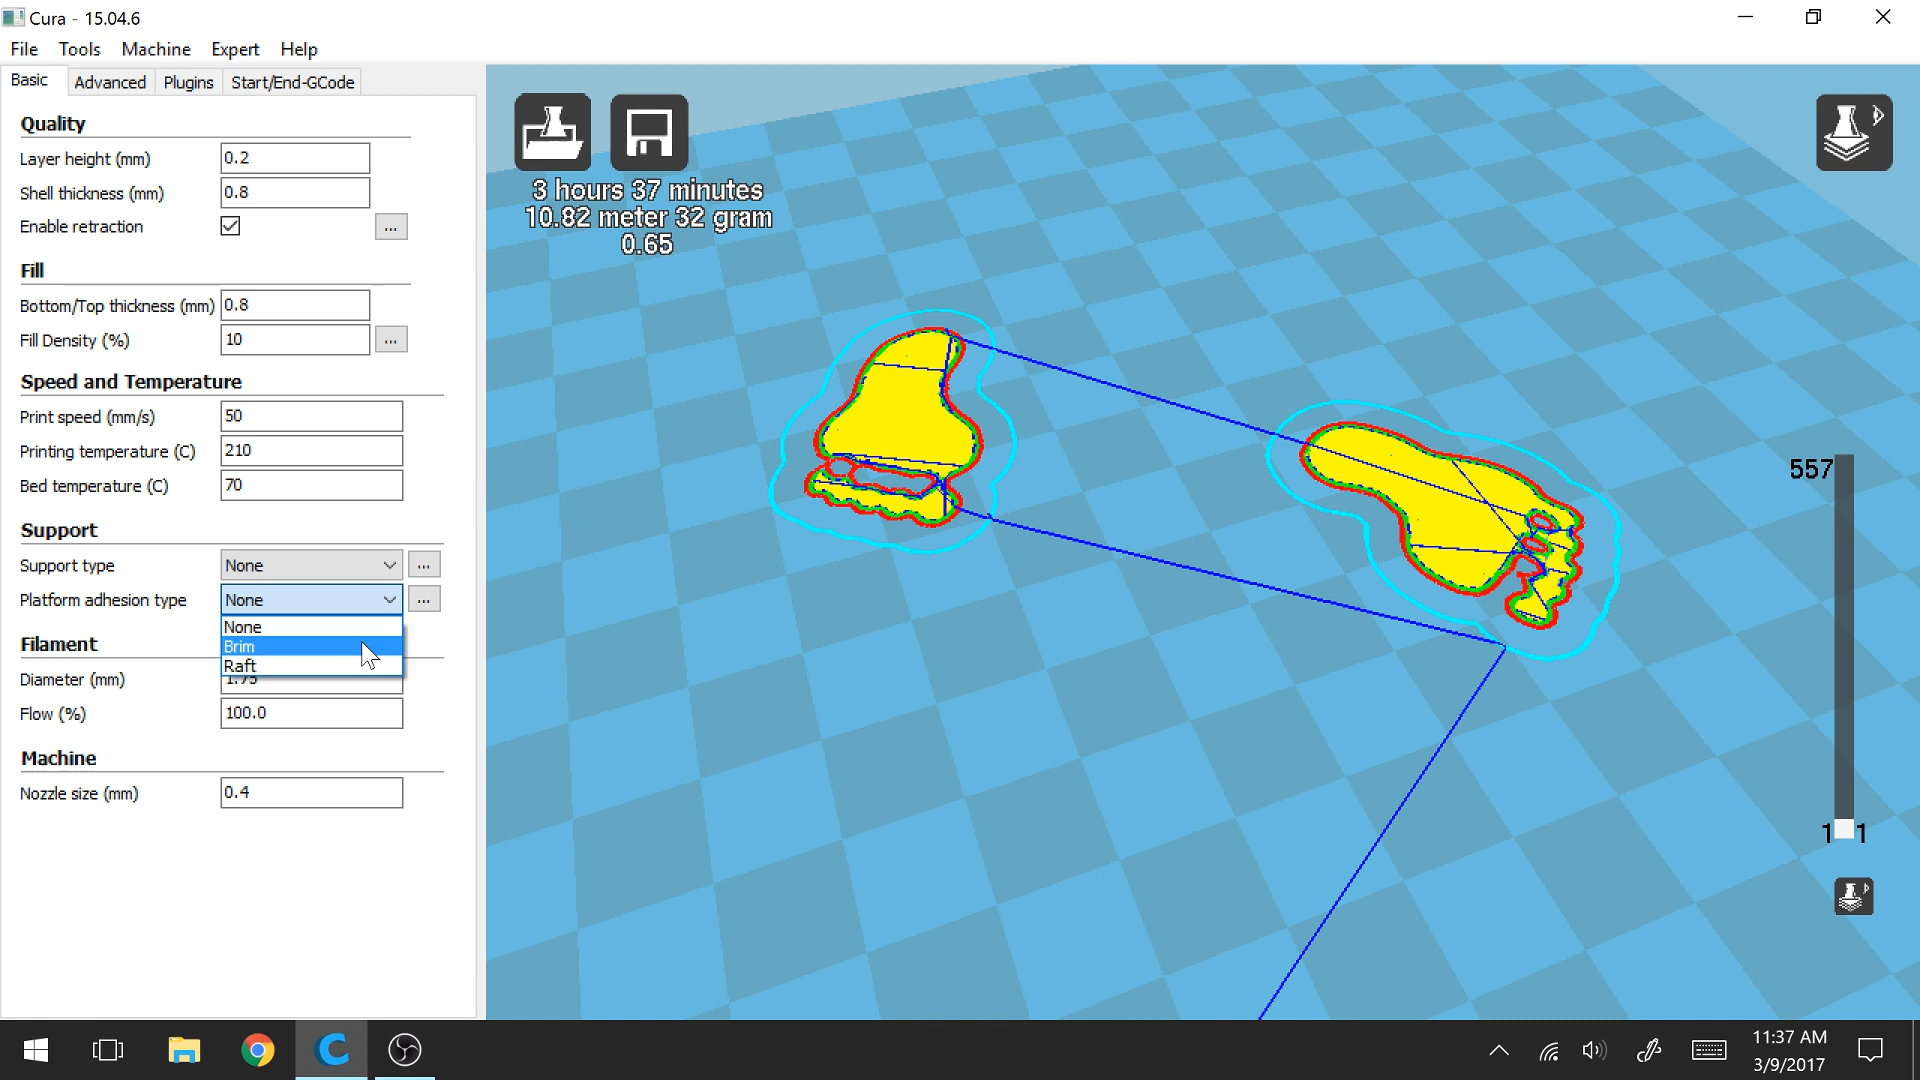 Cura - 15.04.6
File Tools Machine Expert Help
Basic Advanced Plugins Start/End-GCode
Quality
Layer height (mm) 0.2
Shell thickness (mm) 0.8
Enable retraction ...
Fill
Bottom/Top thickness (mm) 0.8
Fill Density (%) 10 ...
Speed and Temperature
Print speed (mm/s) 50
Printing temperature (C) 210
Bed temperature (C) 70
Support
Support type None ...
Platform adhesion type None ...
None
Brim
Raft
Filament
Diameter (mm) 1.75
Flow (%) 100.0
Machine
Nozzle size (mm) 0.4
3 hours 37 minutes
10.82 meter 32 gram
0.65
557
1 1
11:37 AM
3/9/2017